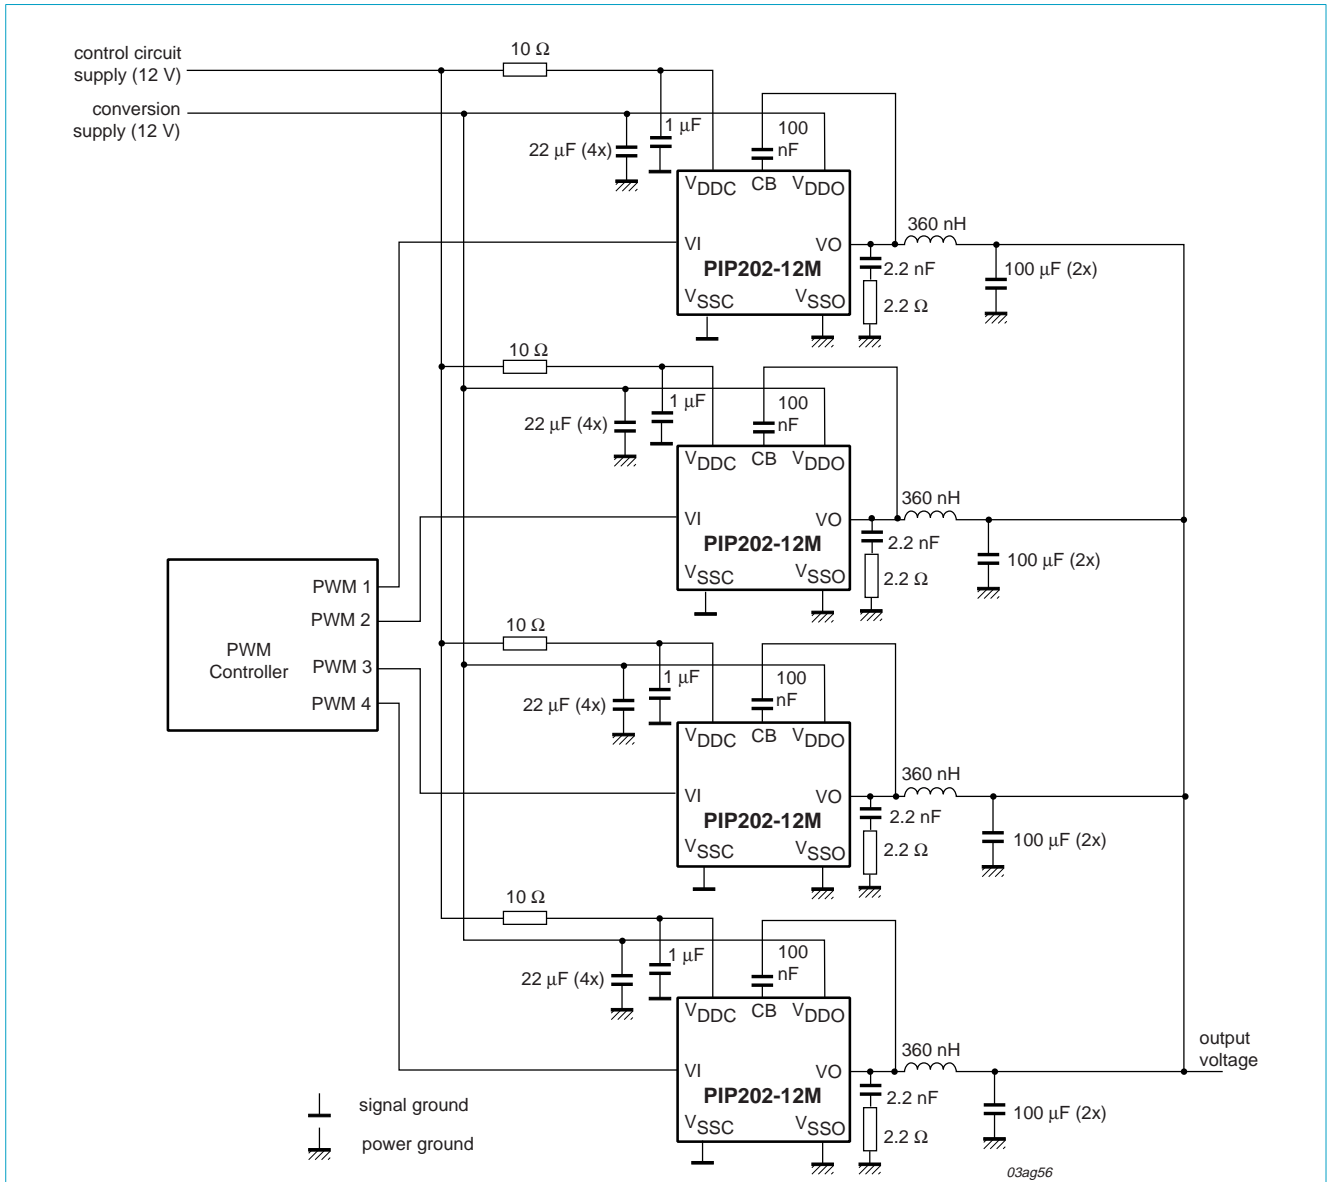 control circuit
supply (12 V)
10 Ω
conversion
supply (12 V)
1 μF
100
nF
22 μF (4x)
VDDC
CB
VDDO
360 nH
VI
VO
PIP202-12M
2.2 nF
100 μF (2x)
VSSC
VSSO
2.2 Ω
10 Ω
1 μF
100
nF
22 μF (4x)
VDDC
CB
VDDO
360 nH
VI
VO
PIP202-12M
2.2 nF
100 μF (2x)
VSSC
VSSO
2.2 Ω
PWM 1
PWM 2
PWM
Controller
PWM 3
PWM 4
10 Ω
1 μF
100
nF
22 μF (4x)
VDDC
CB
VDDO
360 nH
VI
VO
PIP202-12M
2.2 nF
100 μF (2x)
VSSC
VSSO
2.2 Ω
10 Ω
1 μF
100
nF
22 μF (4x)
VDDC
CB
VDDO
360 nH
output
voltage
VI
VO
PIP202-12M
2.2 nF
100 μF (2x)
VSSC
VSSO
2.2 Ω
signal ground
power ground
03ag56